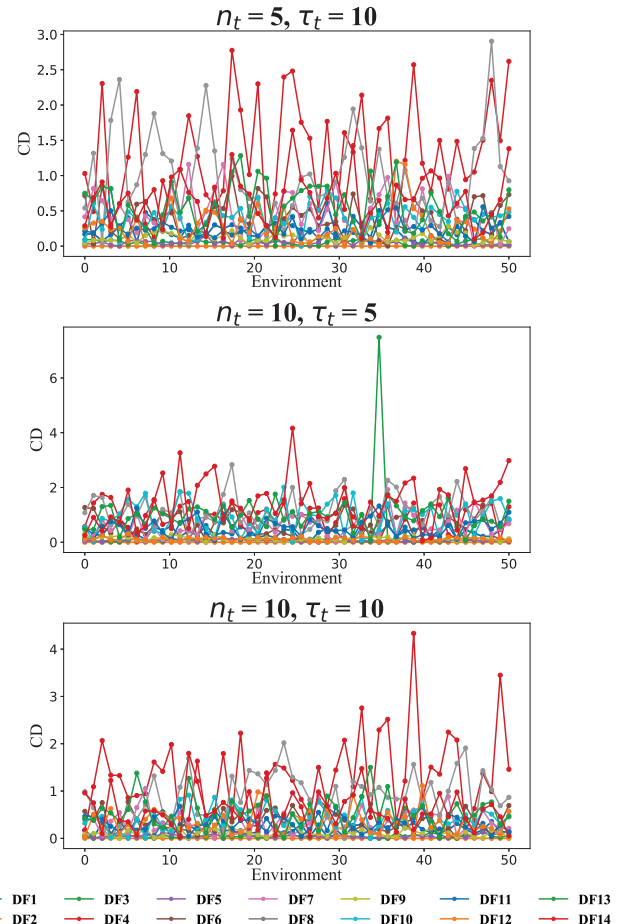 n_t = 5, τ_t = 10
3.0
2.5
2.0
1.5
1.0
0.5
0.0
CD
0 10 20 30 40 50
Environment
n_t = 10, τ_t = 5
6
4
2
0
CD
0 10 20 30 40 50
Environment
n_t = 10, τ_t = 10
4
3
2
1
0
CD
0 10 20 30 40 50
Environment
DF1 DF3 DF5 DF7 DF9 DF11 DF13
DF2 DF4 DF6 DF8 DF10 DF12 DF14